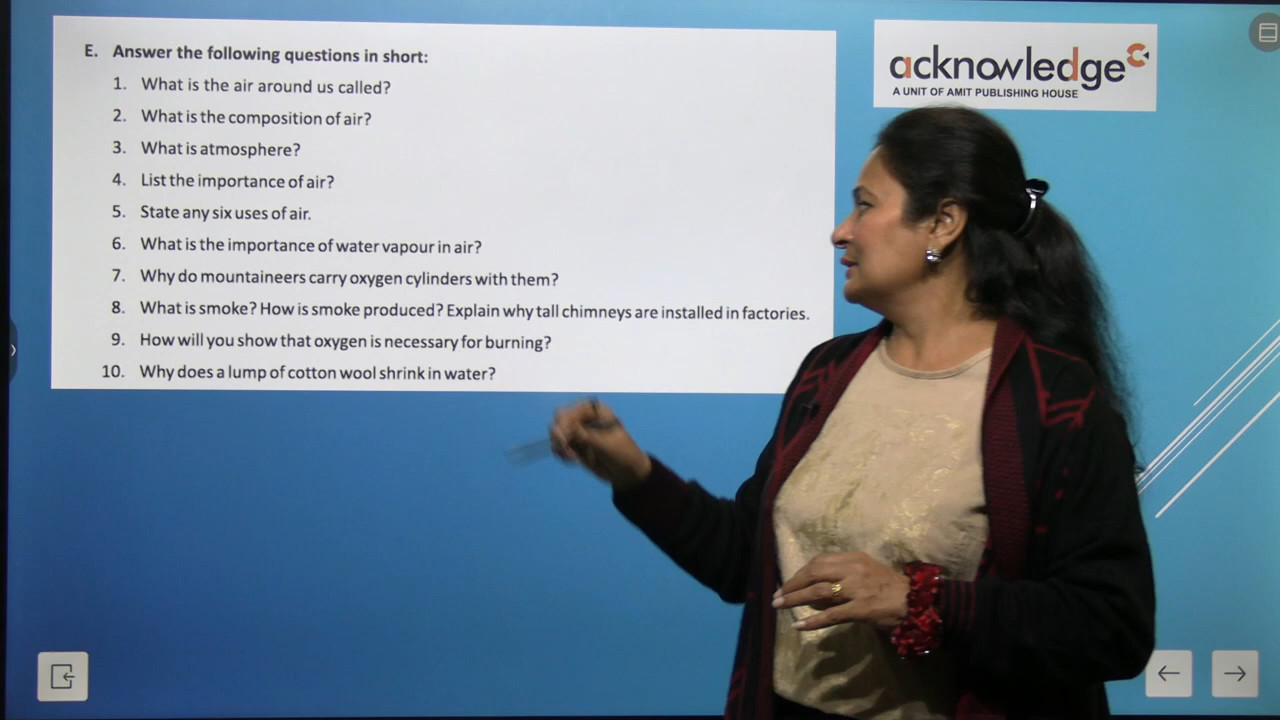 E. Answer the following questions in short:
1. What is the air around us called?
2. What is the composition of air?
3. What is atmosphere?
4. List the importance of air?
5. State any six uses of air.
6. What is the importance of water vapour in air?
7. Why do mountaineers carry oxygen cylinders with them?
8. What is smoke? How is smoke produced? Explain why tall chimneys are installed in factories.
9. How will you show that oxygen is necessary for burning?
10. Why does a lump of cotton wool shrink in water?
acknowledge
A UNIT OF AMIT PUBLISHING HOUSE